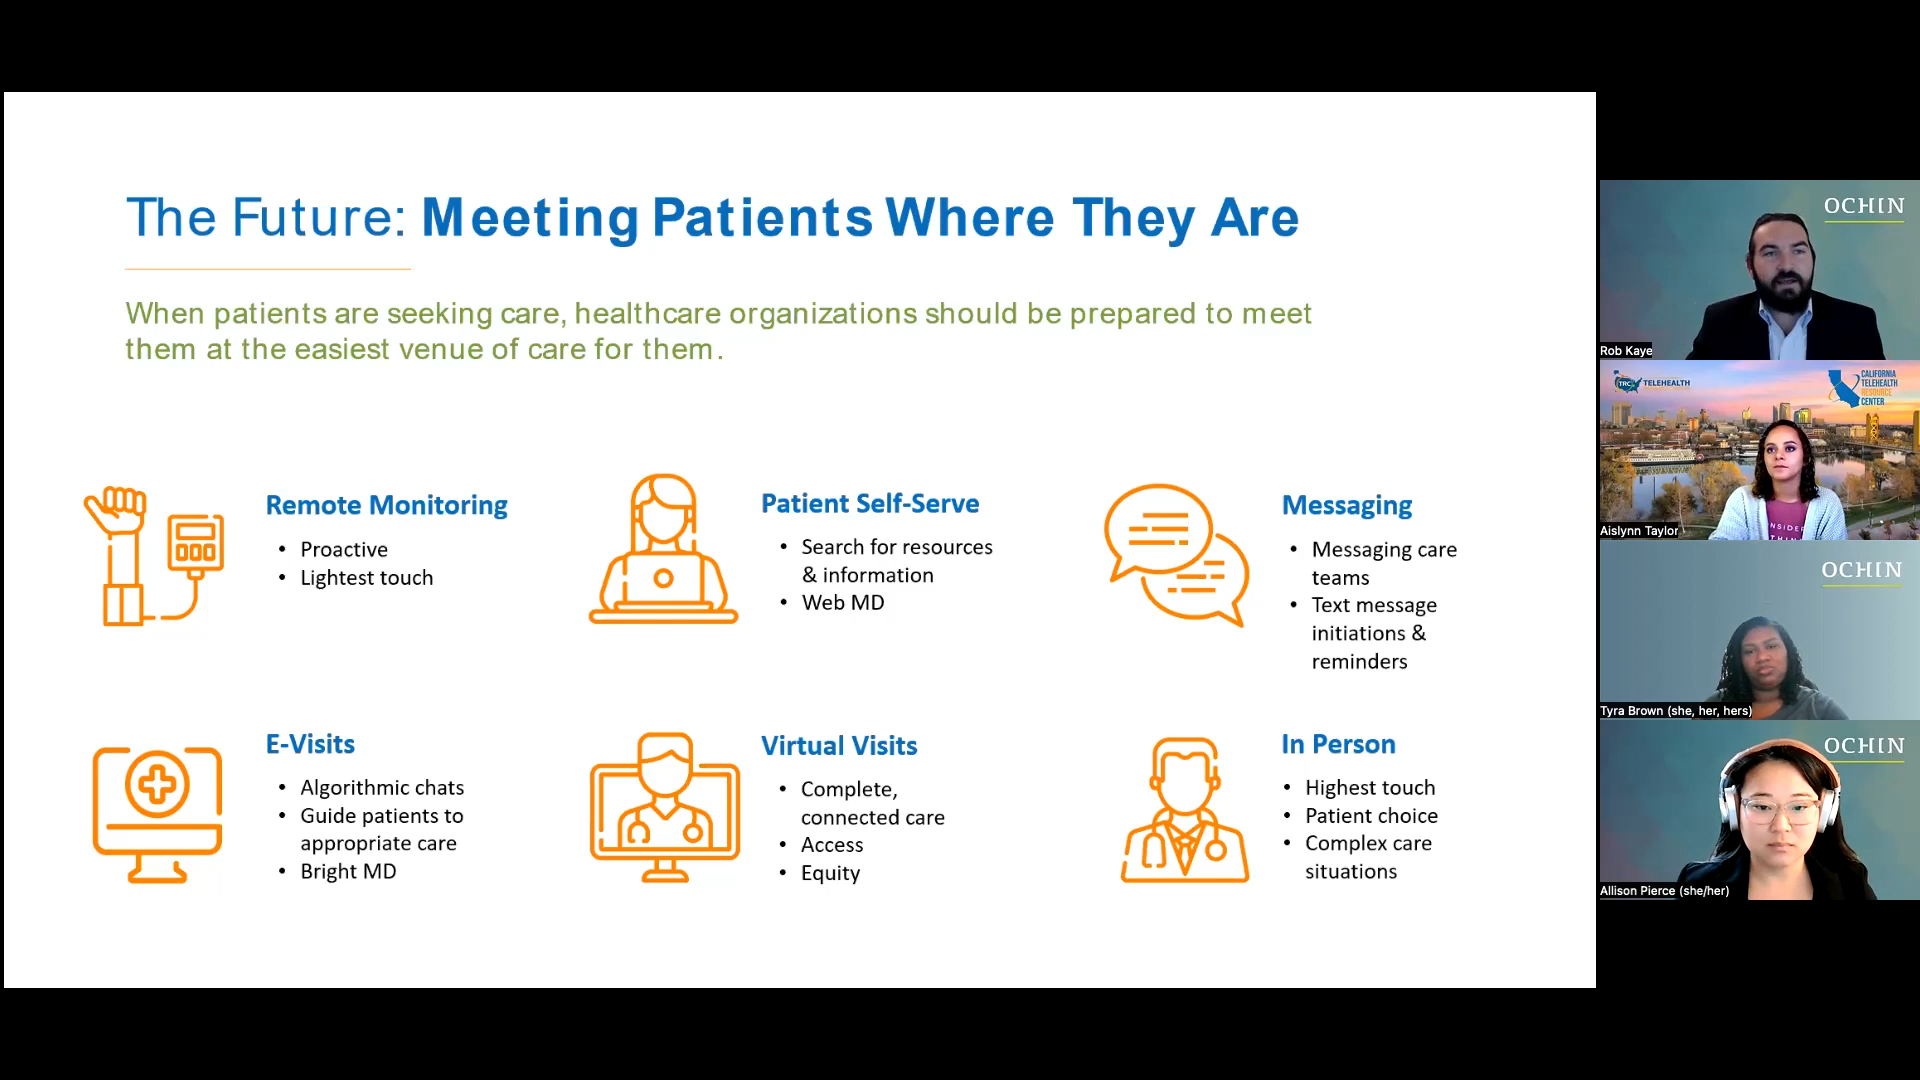 The Future: Meeting Patients Where They Are
When patients are seeking care, healthcare organizations should be prepared to meet
them at the easiest venue of care for them.
Remote Monitoring
• Proactive
• Lightest touch
Patient Self-Serve
• Search for resources
& information
• Web MD
Messaging
• Messaging care
teams
• Text message
initiations &
reminders
E-Visits
• Algorithmic chats
• Guide patients to
appropriate care
• Bright MD
Virtual Visits
• Complete,
connected care
• Access
• Equity
In Person
• Highest touch
• Patient choice
• Complex care
situations
OCHIN
Rob Kaye
TRC
TELEHEALTH
CALIFORNIA
TELEHEALTH
RESOURCE
CENTER
Aislynn Taylor
OCHIN
Tyra Brown (she, her, hers)
OCHIN
Allison Pierce (she/her)